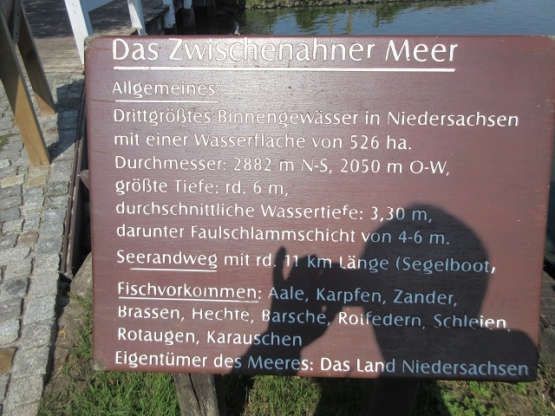 Das Zwischenahner Meer
Allgemeines:
Drittgrößtes Binnengewässer in Niedersachsen
mit einer Wasserfläche von 526 ha.
Durchmesser: 2882 m N-S, 2050 m O-W,
größte Tiefe: rd. 6 m,
durchschnittliche Wassertiefe: 3,30 m,
darunter Faulschlammschicht von 4-6 m.
Seerandweg mit rd. 11 km Länge (Segelboot,
Fischvorkommen: Aale, Karpfen, Zander,
Brassen, Hechte, Barsche, Rotfedern, Schleien,
Rotaugen, Karauschen
Eigentümer des Meeres: Das Land Niedersachsen